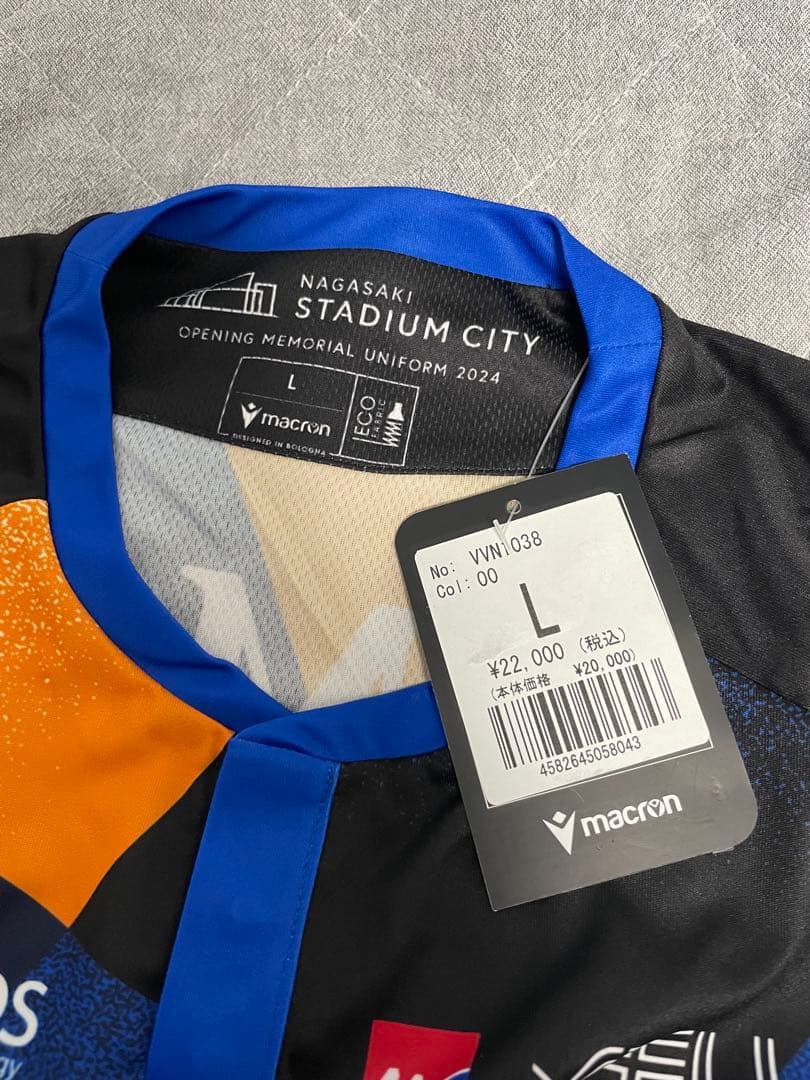 NAGASAKI
STADIUM CITY
OPENING MEMORIAL UNIFORM 2024
L
macron
DESIGNED IN BOLOGNA
ECO
FABRIC
No: VVN1038
Col: 00
L
¥22,000 (税込)
(本体価格 ¥20,000)
4582645058043
macron